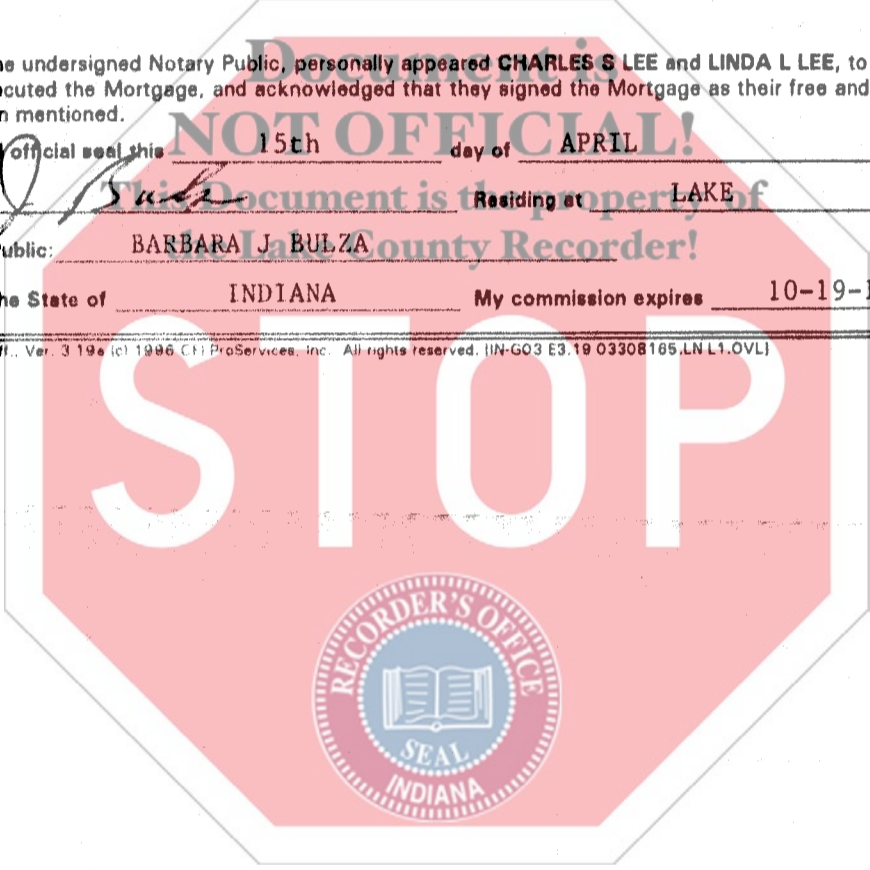 Document is
ne undersigned Notary Public, personally appeared CHARLES S LEE and LINDA L LEE, to
cuted the Mortgage, and acknowledged that they signed the Mortgage as their free and
n mentioned.
NOT OFFICIAL!
official seal this 15th day of APRIL
This Document is the property of
Residing at LAKE
the Lake County Recorder!
ublic: BARBARA J BULZA
he State of INDIANA My commission expires 10-19-1
Ver. 3.19a (c) 1996 CFI ProServices, Inc. All rights reserved. [IN-G03 E3.19 03308165.LN L1.OVL]
STOP
RECORDER'S OFFICE
SEAL
INDIANA